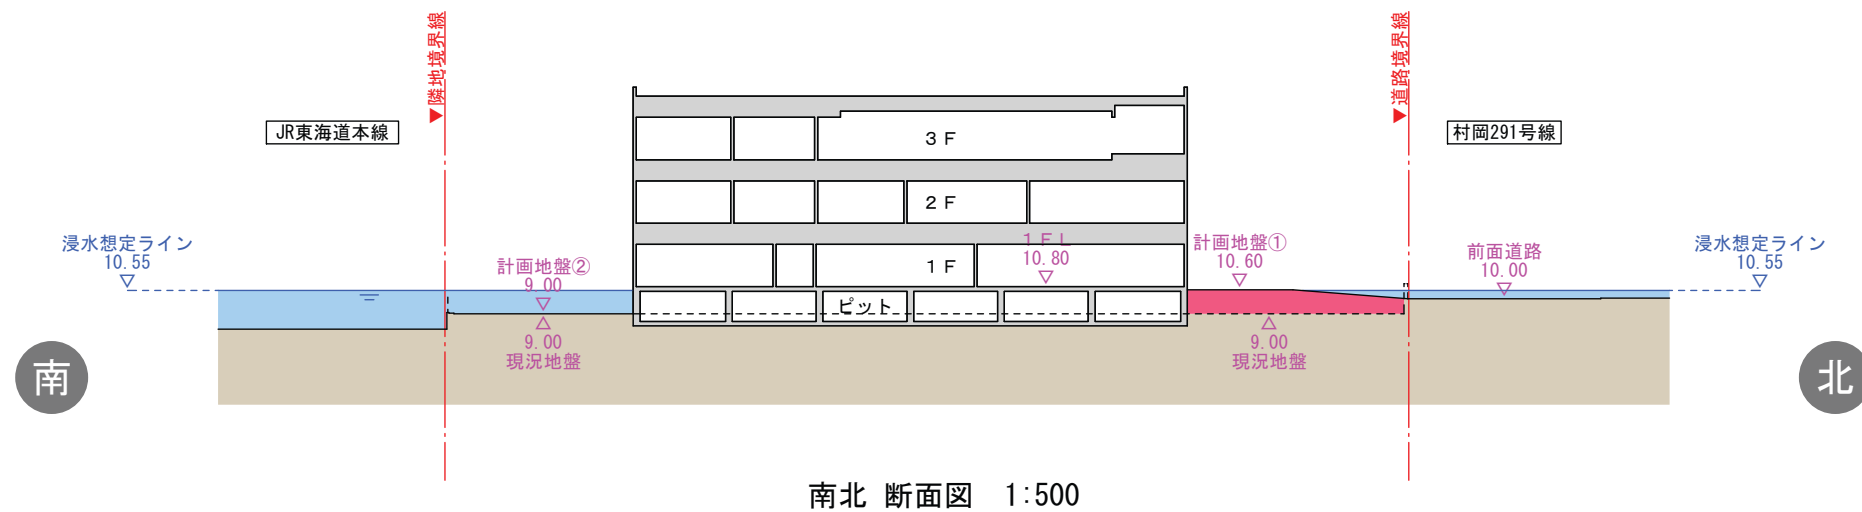 隣地境界線
道路境界線
JR東海道本線
村岡291号線
3F
2F
1F
ピット
1FL
10.80
浸水想定ライン
10.55
計画地盤②
9.00
9.00
現況地盤
計画地盤①
10.60
9.00
現況地盤
前面道路
10.00
浸水想定ライン
10.55
南
北
南北 断面図 1:500